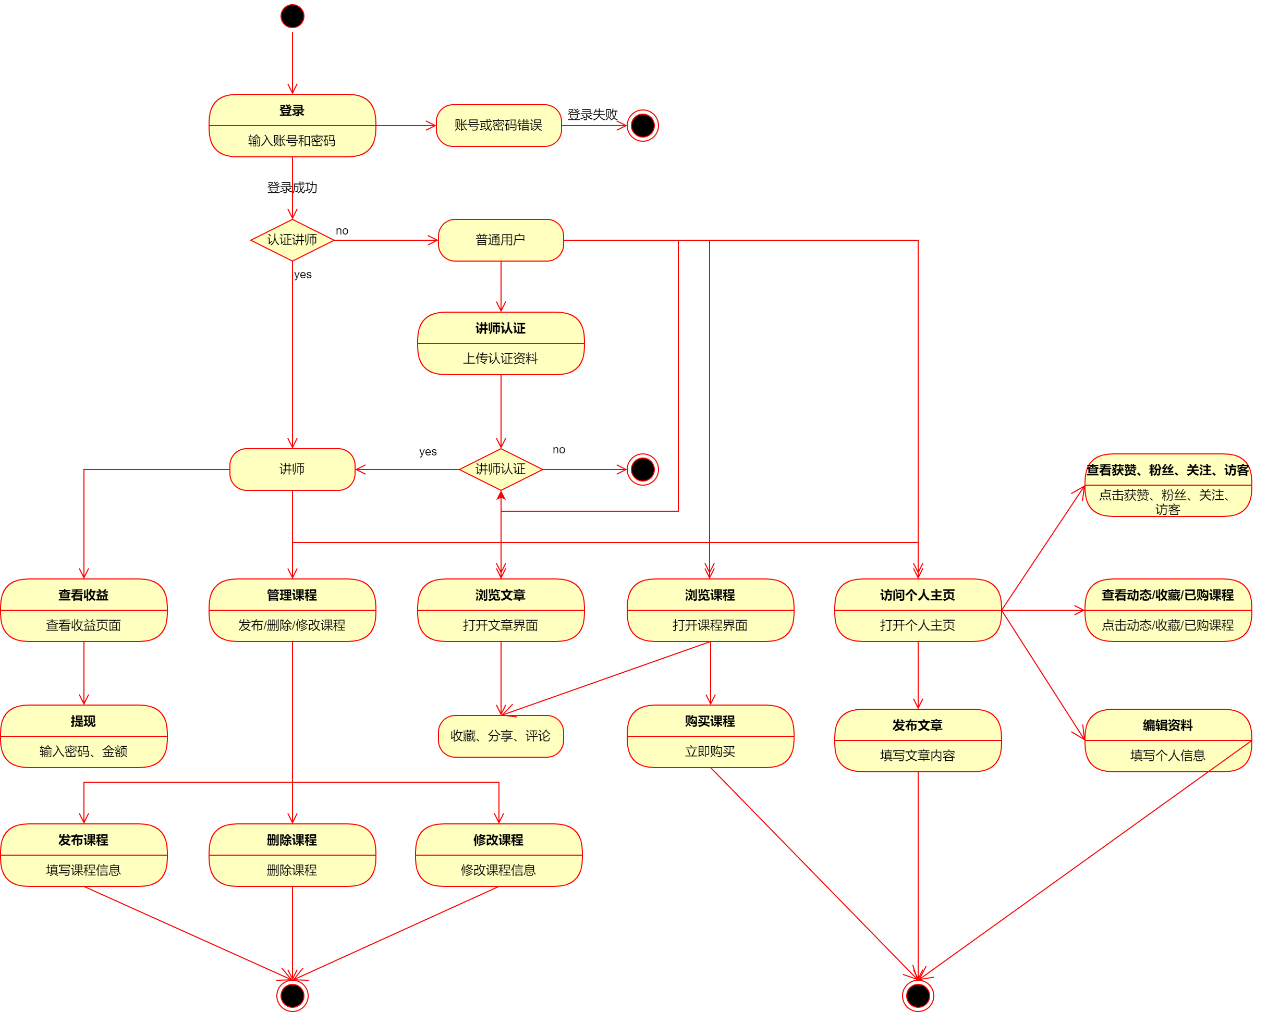 登录
输入账号和密码
账号或密码错误
登录失败
登录成功
认证讲师
no
普通用户
yes
讲师认证
上传认证资料
讲师
yes
讲师认证
no
查看获赞、粉丝、关注、访客
点击获赞、粉丝、关注、
访客
查看收益
查看收益页面
管理课程
发布/删除/修改课程
浏览文章
打开文章界面
浏览课程
打开课程界面
访问个人主页
打开个人主页
查看动态/收藏/已购课程
点击动态/收藏/已购课程
提现
输入密码、金额
收藏、分享、评论
购买课程
立即购买
发布文章
填写文章内容
编辑资料
填写个人信息
发布课程
填写课程信息
删除课程
删除课程
修改课程
修改课程信息